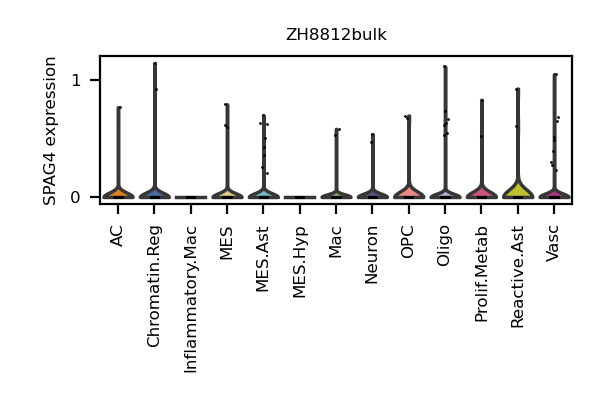 ZH8812bulk
SPAG4 expression
1
0
AC
Chromatin.Reg
Inflammatory.Mac
MES
MES.Ast
MES.Hyp
Mac
Neuron
OPC
Oligo
Prolif.Metab
Reactive.Ast
Vasc